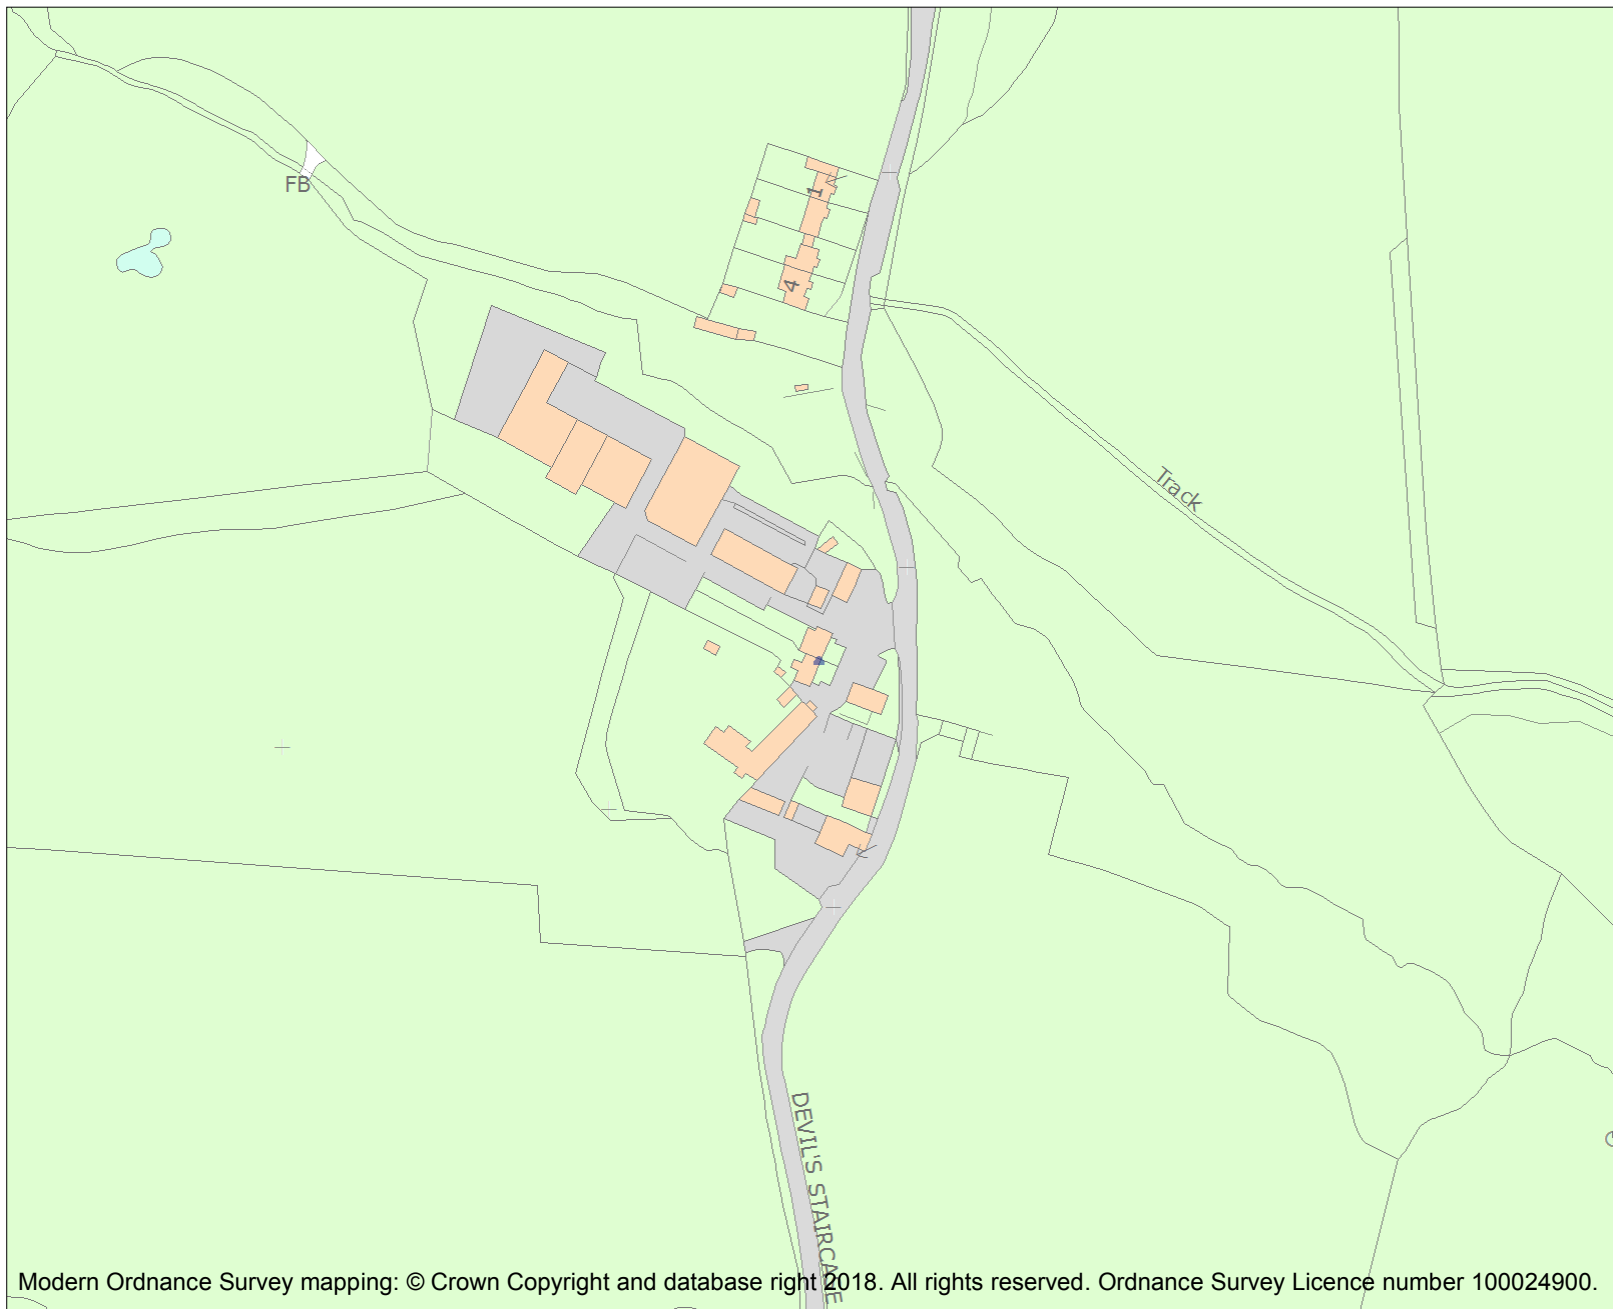 FB
1
4
Track
DEVIL'S STAIRCASE
Modern Ordnance Survey mapping: © Crown Copyright and database right 2018. All rights reserved. Ordnance Survey Licence number 100024900.